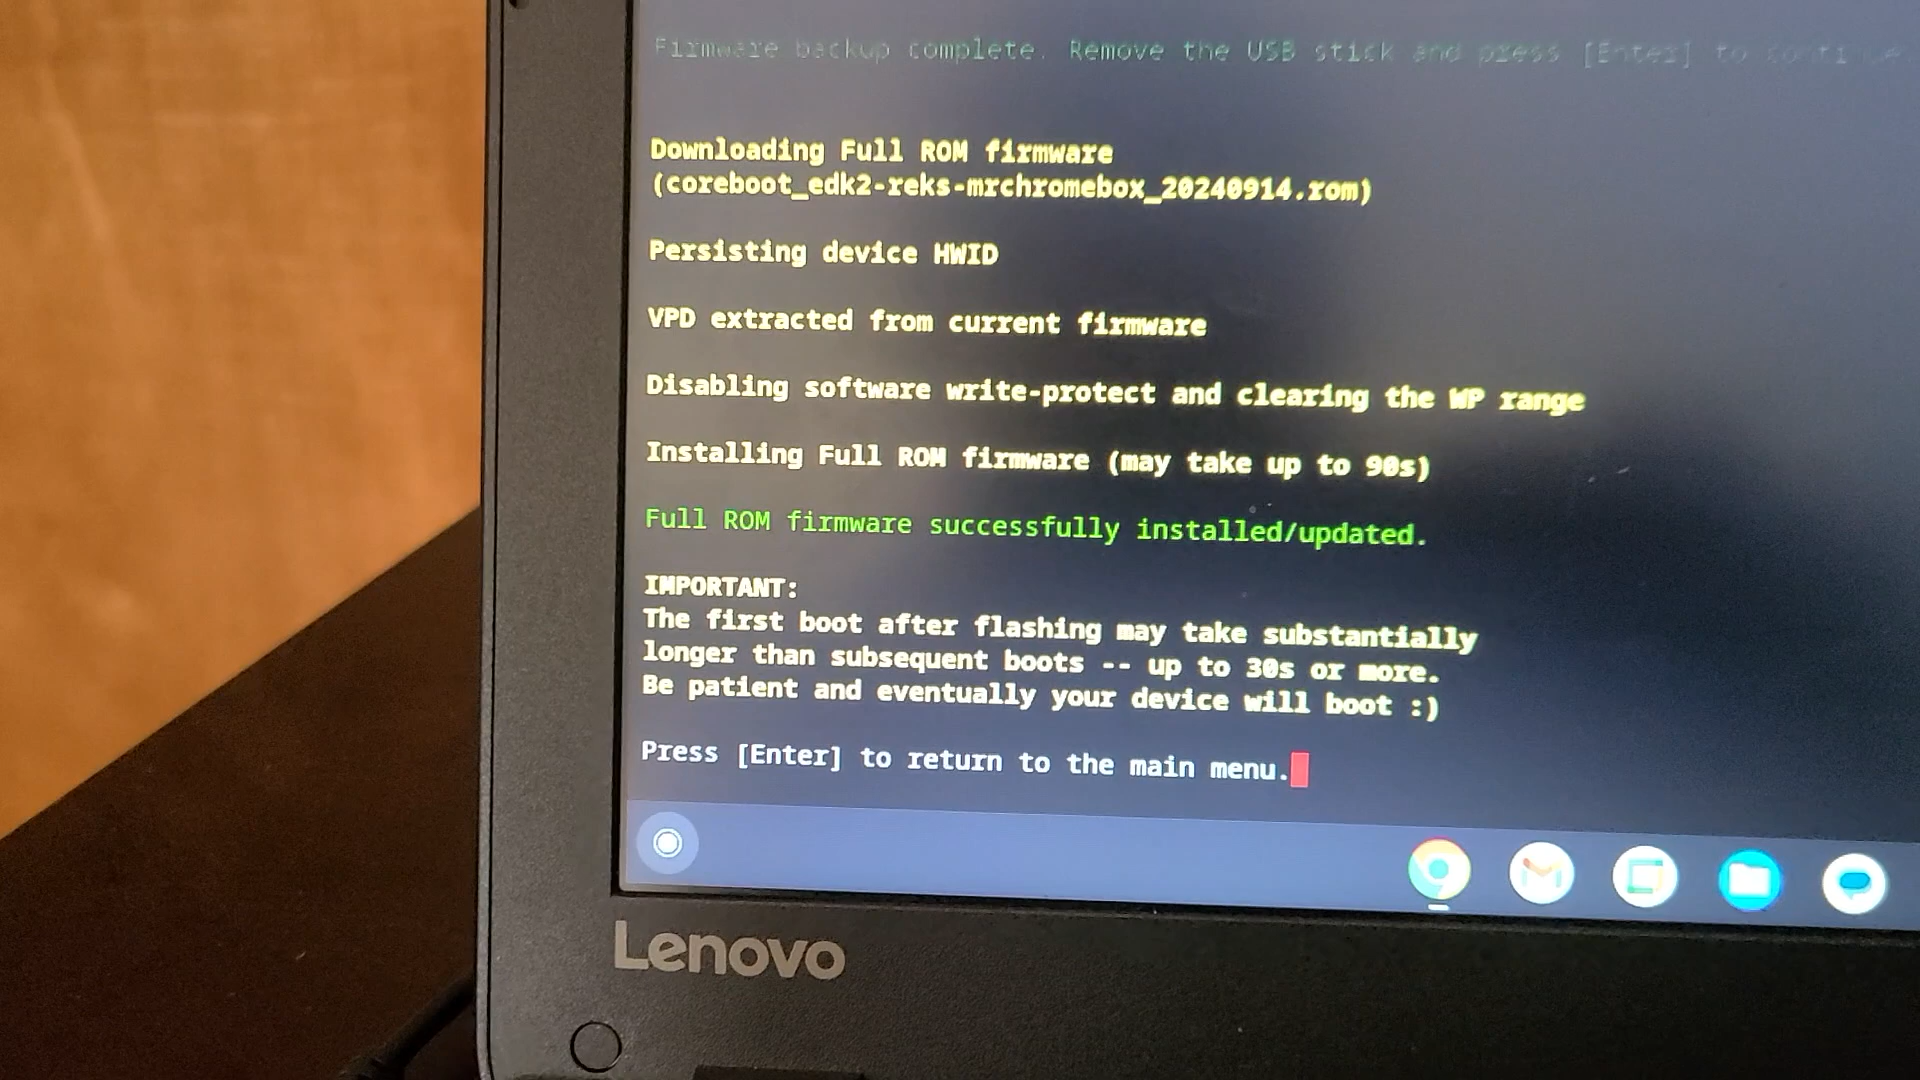 Firmware backup complete. Remove the USB stick and press [Enter] to continue.
Downloading Full ROM firmware
(coreboot_edk2-reks-mrchromebox_20240914.rom)
Persisting device HWID
VPD extracted from current firmware
Disabling software write-protect and clearing the WP range
Installing Full ROM firmware (may take up to 90s)
Full ROM firmware successfully installed/updated.
IMPORTANT:
The first boot after flashing may take substantially
longer than subsequent boots -- up to 30s or more.
Be patient and eventually your device will boot :)
Press [Enter] to return to the main menu.
Lenovo